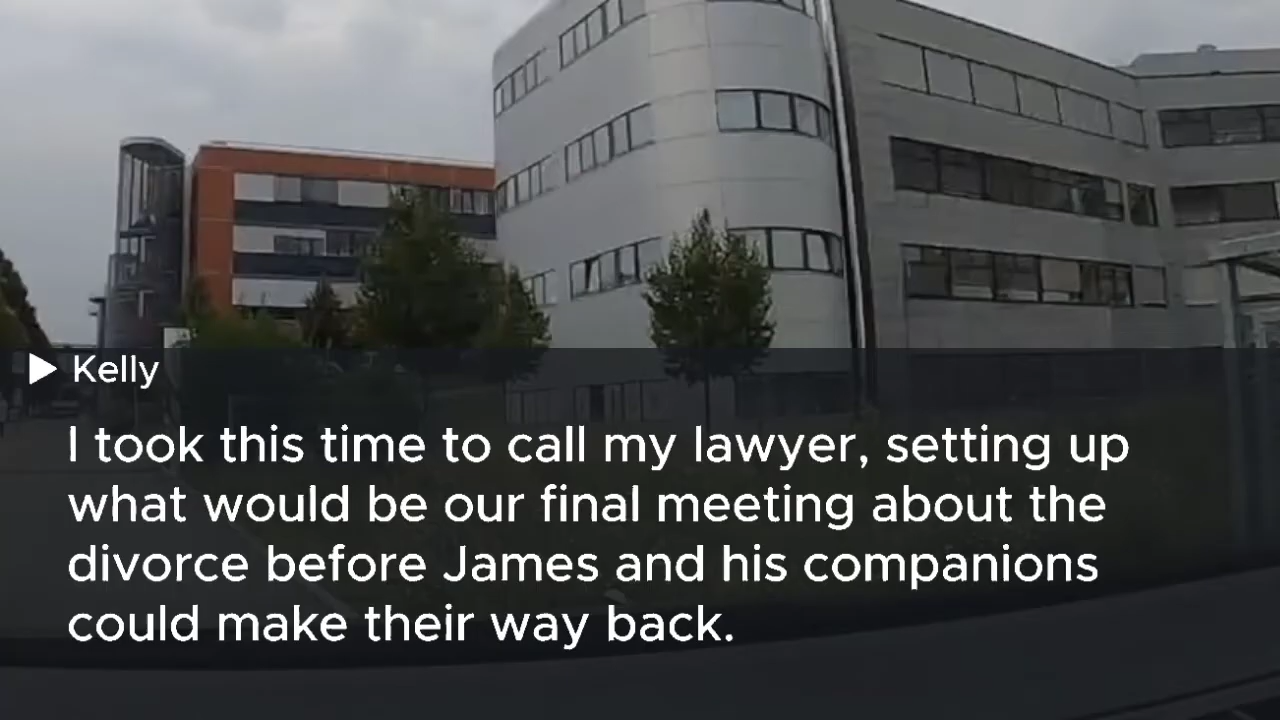 Kelly
I took this time to call my lawyer, setting up
what would be our final meeting about the
divorce before James and his companions
could make their way back.